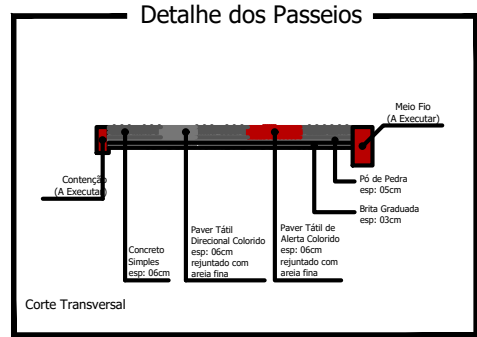 Detalhe dos Passeios
Meio Fio
(A Executar)
Contenção
(A Executar)
Pó de Pedra
esp: 05cm
Brita Graduada
esp: 03cm
Concreto
Simples
esp: 06cm
Paver Tátil
Direcional Colorido
esp: 06cm
rejuntado com
areia fina
Paver Tátil de
Alerta Colorido
esp: 06cm
rejuntado com
areia fina
Corte Transversal